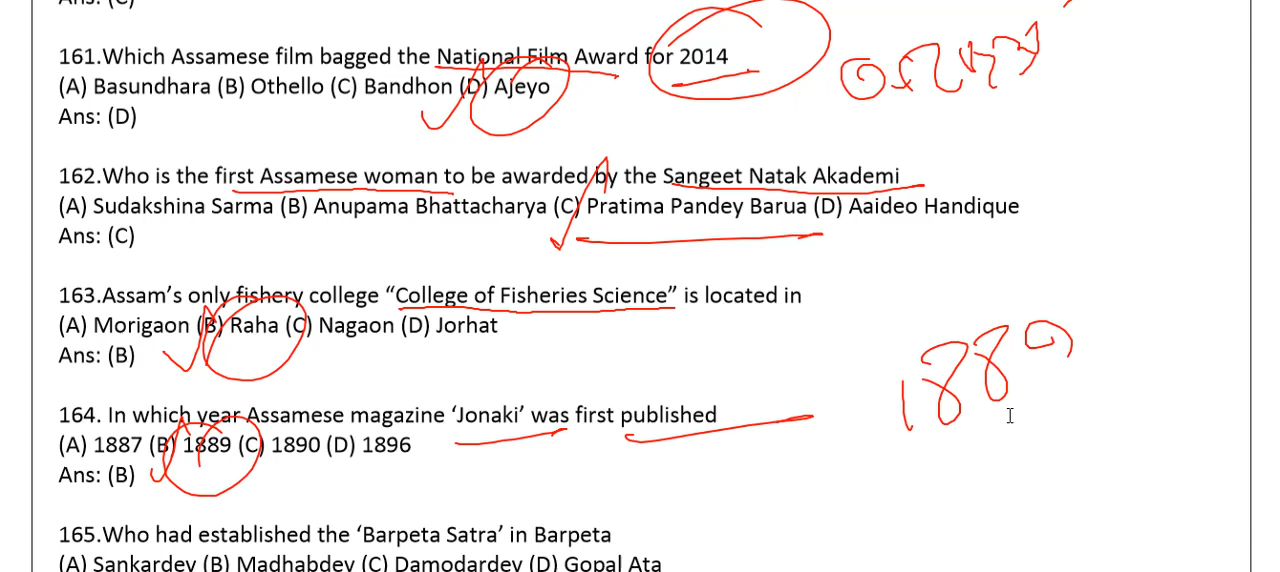 161.Which Assamese film bagged the National Film Award for 2014
(A) Basundhara (B) Othello (C) Bandhon (D) Ajeyo
Ans: (D)
162.Who is the first Assamese woman to be awarded by the Sangeet Natak Akademi
(A) Sudakshina Sarma (B) Anupama Bhattacharya (C) Pratima Pandey Barua (D) Aaideo Handique
Ans: (C)
163.Assam’s only fishery college “College of Fisheries Science” is located in
(A) Morigaon (B) Raha (C) Nagaon (D) Jorhat
Ans: (B)
1889
164. In which year Assamese magazine ‘Jonaki’ was first published
(A) 1887 (B) 1889 (C) 1890 (D) 1896
Ans: (B)
165.Who had established the ‘Barpeta Satra’ in Barpeta
(A) Sankardev (B) Madhabdev (C) Damodardev (D) Gopal Ata